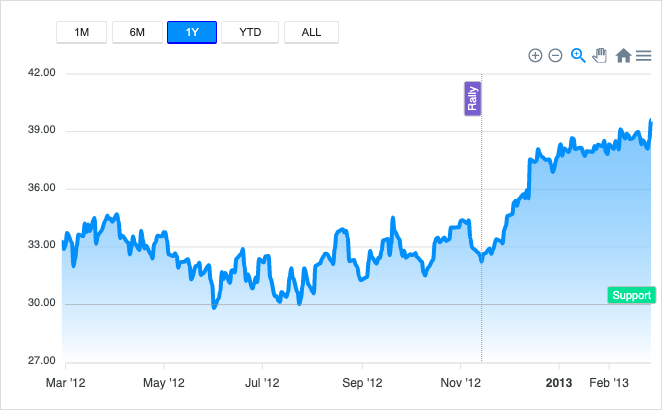 1M 6M 1Y YTD ALL
42.00
Rally
39.00
36.00
33.00
30.00
Support
27.00
Mar '12 May '12 Jul '12 Sep '12 Nov '12 2013 Feb '13